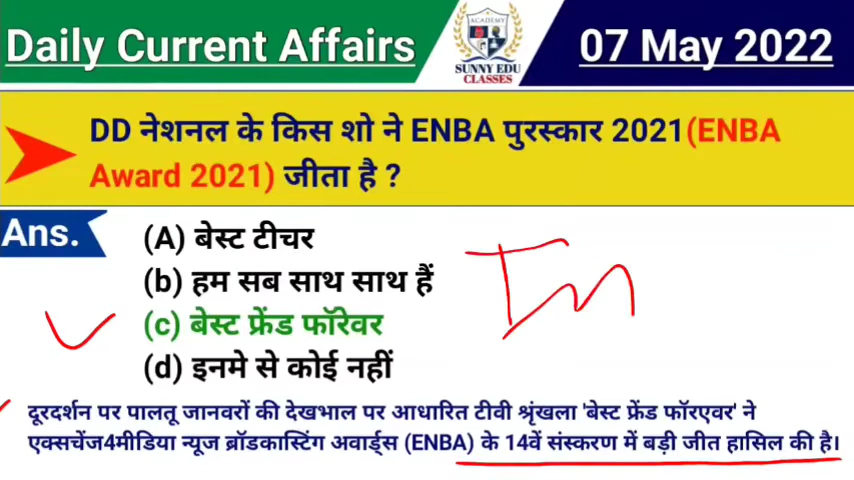 Daily Current Affairs
ACADEMY
SUNNY EDU
CLASSES
07 May 2022
DD नेशनल के किस शो ने ENBA पुरस्कार 2021(ENBA
Award 2021) जीता है ?
Ans.
(A) बेस्ट टीचर
(b) हम सब साथ साथ हैं
(c) बेस्ट फ्रेंड फॉरेवर
(d) इनमे से कोई नहीं
दूरदर्शन पर पालतू जानवरों की देखभाल पर आधारित टीवी श्रृंखला 'बेस्ट फ्रेंड फॉरएवर' ने
एक्सचेंज4मीडिया न्यूज ब्रॉडकास्टिंग अवार्ड्स (ENBA) के 14वें संस्करण में बड़ी जीत हासिल की है।